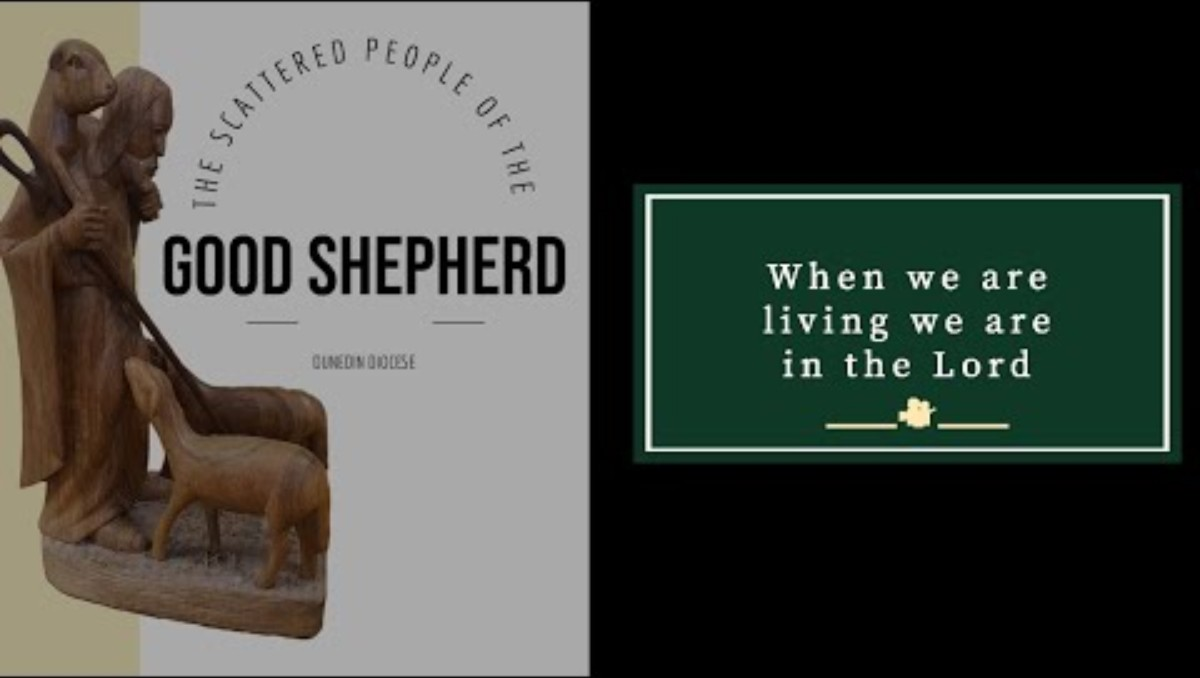 THE SCATTERED PEOPLE OF THE
GOOD SHEPHERD
DUNEDIN DIOCESE
When we are
living we are
in the Lord